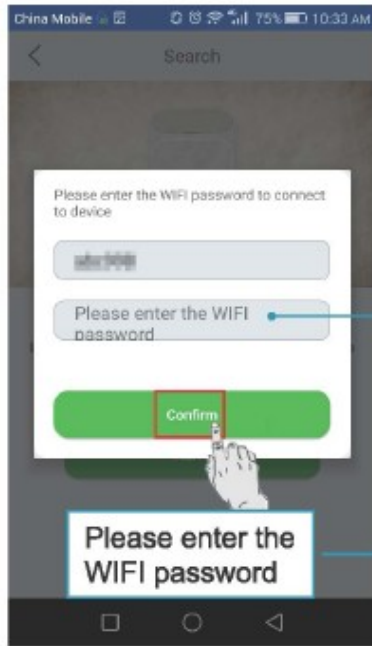 China Mobile 75% 10:33 AM
Search
Please enter the WIFI password to connect
to device
Please enter the WIFI
password
Confirm
Please enter the
WIFI password